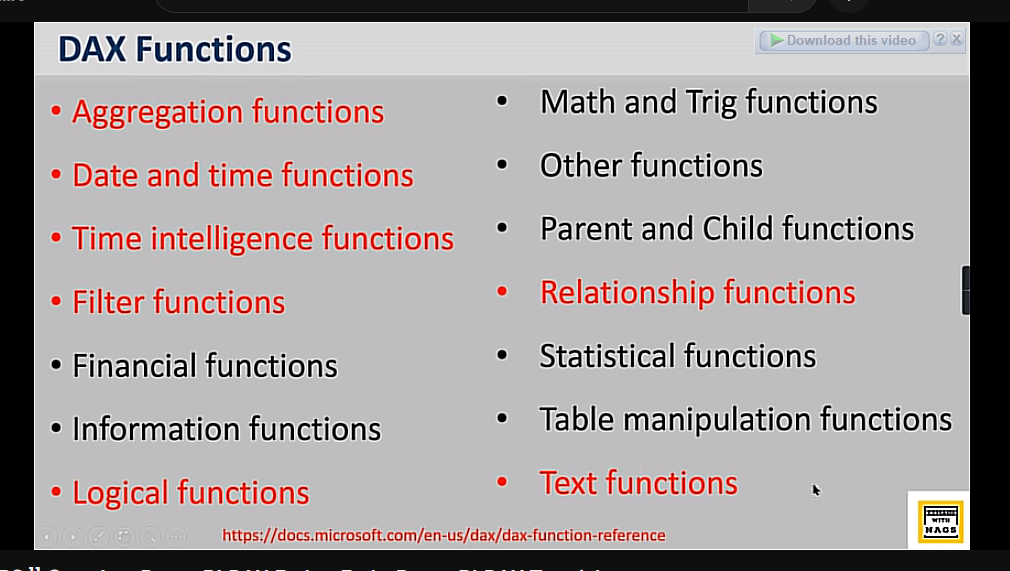 DAX Functions
Download this video
• Aggregation functions
• Date and time functions
• Time intelligence functions
• Filter functions
• Financial functions
• Information functions
• Logical functions
• Math and Trig functions
• Other functions
• Parent and Child functions
• Relationship functions
• Statistical functions
• Table manipulation functions
• Text functions
https://docs.microsoft.com/en-us/dax/dax-function-reference
WITH
NAGS